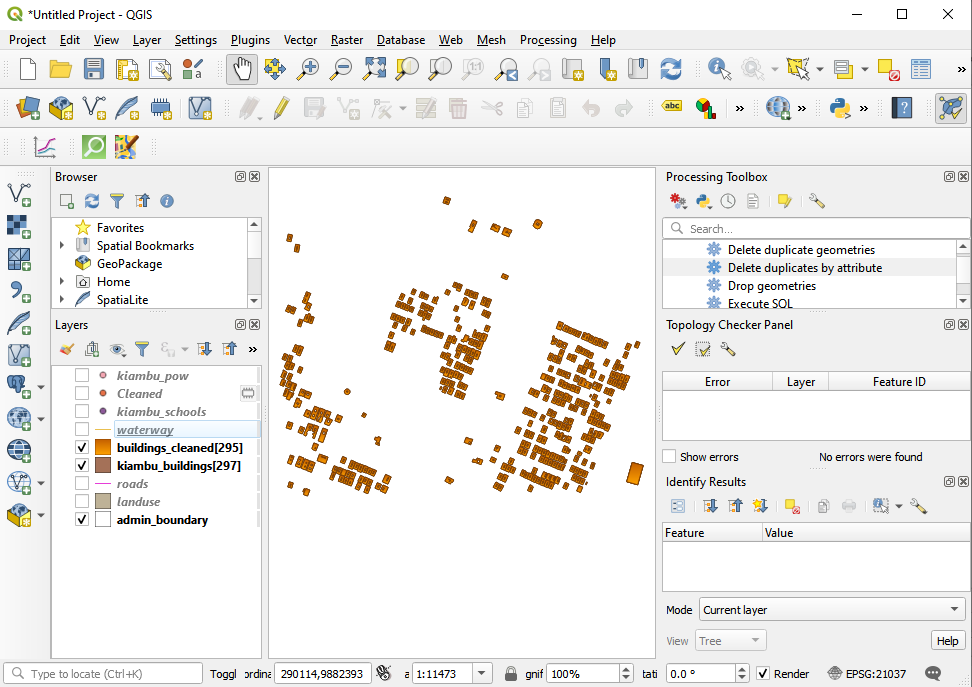 *Untitled Project - QGIS
Project Edit View Layer Settings Plugins Vector Raster Database Web Mesh Processing Help
abc
Browser
Favorites
Spatial Bookmarks
GeoPackage
Home
SpatiaLite
Layers
kiambu_pow
Cleaned
kiambu_schools
waterway
buildings_cleaned[295]
kiambu_buildings[297]
roads
landuse
admin_boundary
Processing Toolbox
Search...
Delete duplicate geometries
Delete duplicates by attribute
Drop geometries
Execute SQL
Topology Checker Panel
Error Layer Feature ID
Show errors No errors were found
Identify Results
Feature Value
Mode Current layer
View Tree Help
Type to locate (Ctrl+K) Toggl ordina 290114,9882393 a 1:11473 gnif 100% tati 0.0 ° Render EPSG:21037